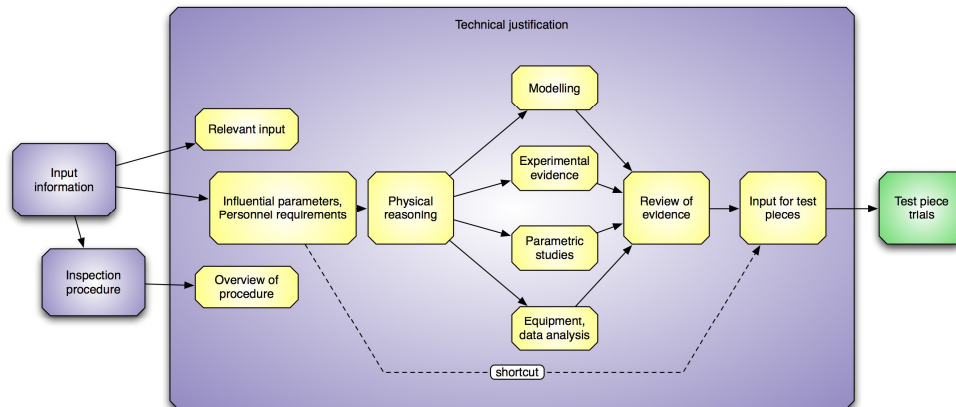 Technical justification
Modelling
Relevant input
Input
information
Experimental
evidence
Influential parameters,
Personnel requirements
Physical
reasoning
Review of
evidence
Input for test
pieces
Test piece
trials
Parametric
studies
Inspection
procedure
Overview of
procedure
Equipment,
data analysis
shortcut